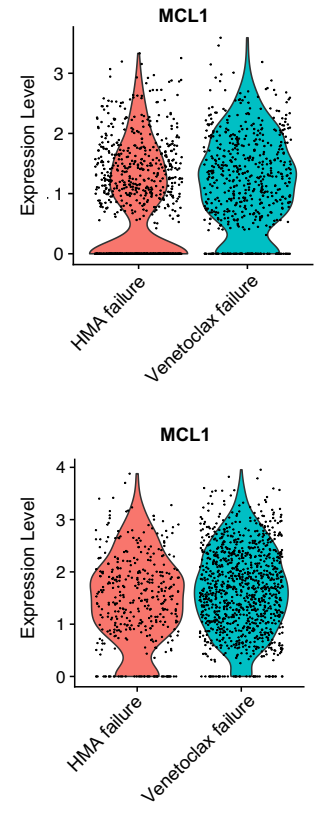 MCL1
Expression Level
3
2
1
0
HMA failure
Venetoclax failure
MCL1
Expression Level
4
3
2
1
0
HMA failure
Venetoclax failure